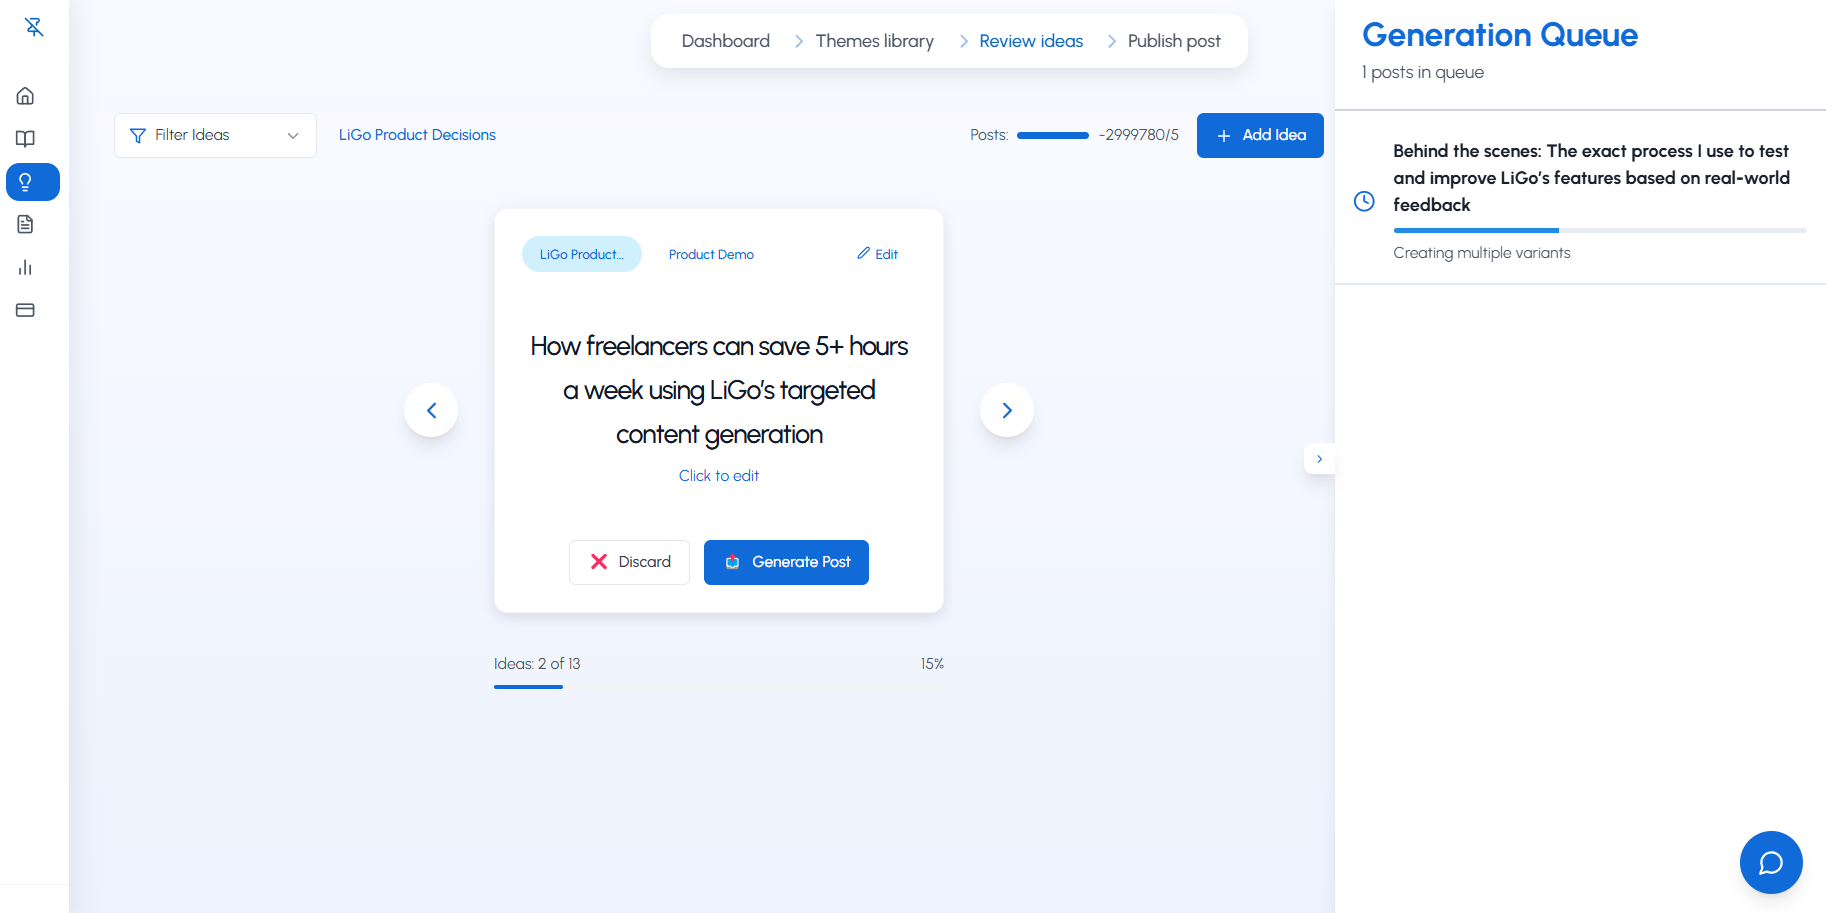 Dashboard
Themes library
Review ideas
Publish post
Filter Ideas
LiGo Product Decisions
Posts:
-2999780/5
Add Idea
LiGo Product...
Product Demo
Edit
How freelancers can save 5+ hours
a week using LiGo's targeted
content generation
Click to edit
Discard
Generate Post
Ideas: 2 of 13
15%
Generation Queue
1 posts in queue
Behind the scenes: The exact process I use to test
and improve LiGo's features based on real-world
feedback
Creating multiple variants